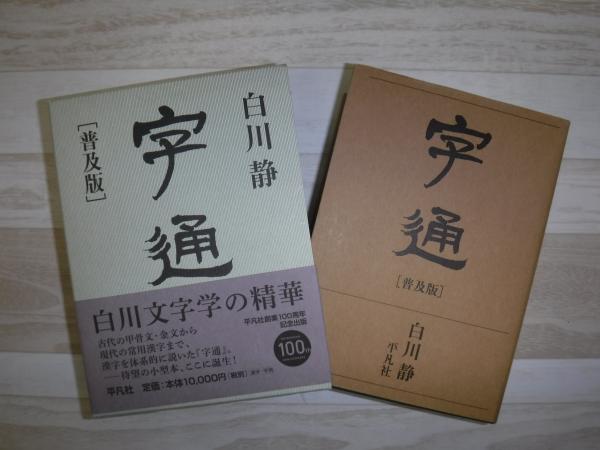 白川静
字通
[普及版]
白川文字学の精華
平凡社創業100周年
記念出版
古代の甲骨文・金文から
現代の常用漢字まで、
漢字を体系的に説いた『字通』。
――待望の小型本、ここに誕生!
100th
平凡社 定価:本体10,000円[税別]
字通
[普及版]
白川静
平凡社